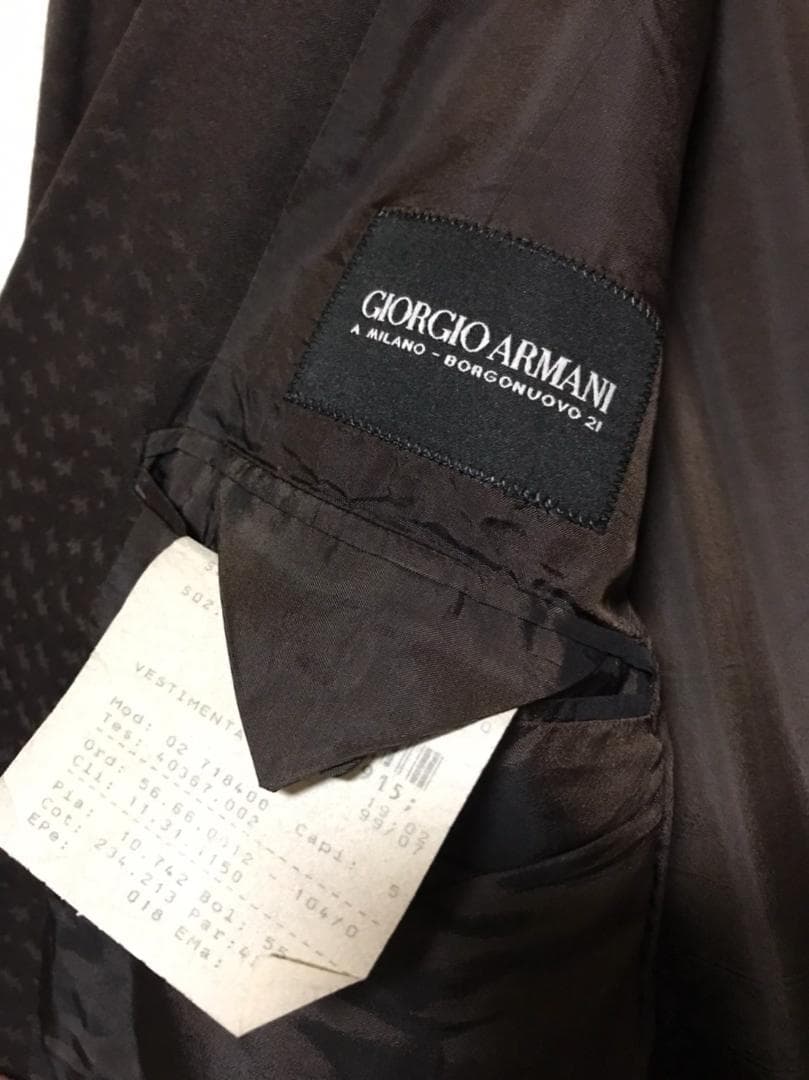 GIORGIO ARMANI
A MILANO - BORGONUOVO 21
SQ2
VESTIMENTA
Mod: 02 718400
Tes: 40367.002
15:
19/02
99/07
Ord: 56.66.0012 Capi: 5
Cli: 11.31.1150 - 104/0
Pia:
Cot: 10.742 Bol: 55
EPe: 234.213 Par:
018 EMa: